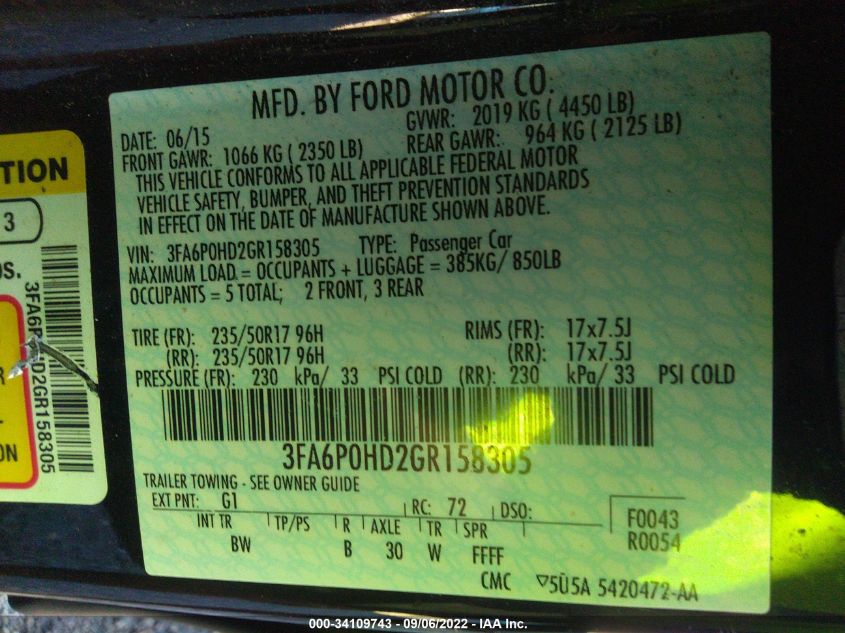 MFD. BY FORD MOTOR CO.
DATE: 06/15
GVWR: 2019 KG ( 4450 LB)
FRONT GAWR: 1066 KG ( 2350 LB)
REAR GAWR: 964 KG ( 2125 LB)
THIS VEHICLE CONFORMS TO ALL APPLICABLE FEDERAL MOTOR
VEHICLE SAFETY, BUMPER, AND THEFT PREVENTION STANDARDS
IN EFFECT ON THE DATE OF MANUFACTURE SHOWN ABOVE.
VIN: 3FA6P0HD2GR158305 TYPE: Passenger Car
MAXIMUM LOAD = OCCUPANTS + LUGGAGE = 385KG/ 850LB
OCCUPANTS = 5 TOTAL; 2 FRONT, 3 REAR
TIRE (FR): 235/50R17 96H RIMS (FR): 17x7.5J
(RR): 235/50R17 96H (RR): 17x7.5J
PRESSURE (FR): 230 kPa/ 33 PSI COLD (RR): 230 kPa/ 33 PSI COLD
3FA6P0HD2GR158305
TRAILER TOWING - SEE OWNER GUIDE
EXT PNT: G1 RC: 72 DSO:
F0043
R0054
INT TR TP/PS R AXLE TR SPR
BW B 30 W FFFF
CMC ▽5U5A 5420472-AA
TION
3
OS.
R
ON
000-34109743 - 09/06/2022 - IAA Inc.